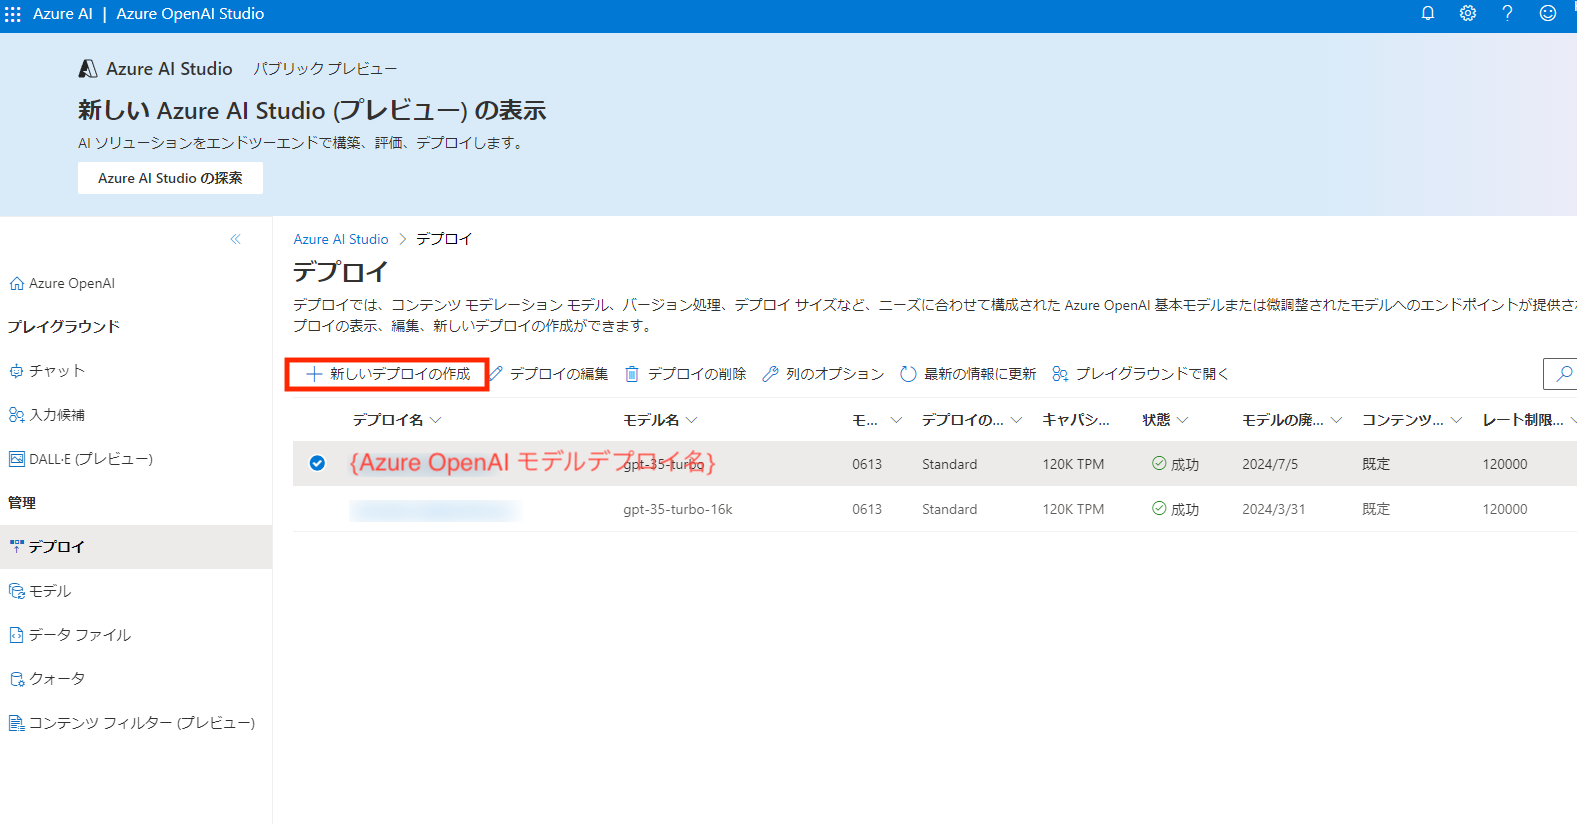 Azure AI | Azure OpenAI Studio
Azure AI Studio パブリック プレビュー
新しい Azure AI Studio (プレビュー) の表示
AI ソリューションをエンドツーエンドで構築、評価、デプロイします。
Azure AI Studio の探索
Azure AI Studio > デプロイ
デプロイ
デプロイでは、コンテンツ モデレーション モデル、バージョン処理、デプロイ サイズなど、ニーズに合わせて構成された Azure OpenAI 基本モデルまたは微調整されたモデルへのエンドポイントが提供さ
プロイの表示、編集、新しいデプロイの作成ができます。
Azure OpenAI
プレイグラウンド
チャット
入力候補
DALL·E (プレビュー)
管理
デプロイ
モデル
データ ファイル
クォータ
コンテンツ フィルター (プレビュー)
新しいデプロイの作成 デプロイの編集 デプロイの削除 列のオプション 最新の情報に更新 プレイグラウンドで開く
デプロイ名 モデル名 モ... デプロイの... キャパシ... 状態 モデルの廃... コンテンツ... レート制限...
{Azure OpenAI モデルデプロイ名} gpt-35-turbo 0613 Standard 120K TPM 成功 2024/7/5 既定 120000
gpt-35-turbo-16k 0613 Standard 120K TPM 成功 2024/3/31 既定 120000